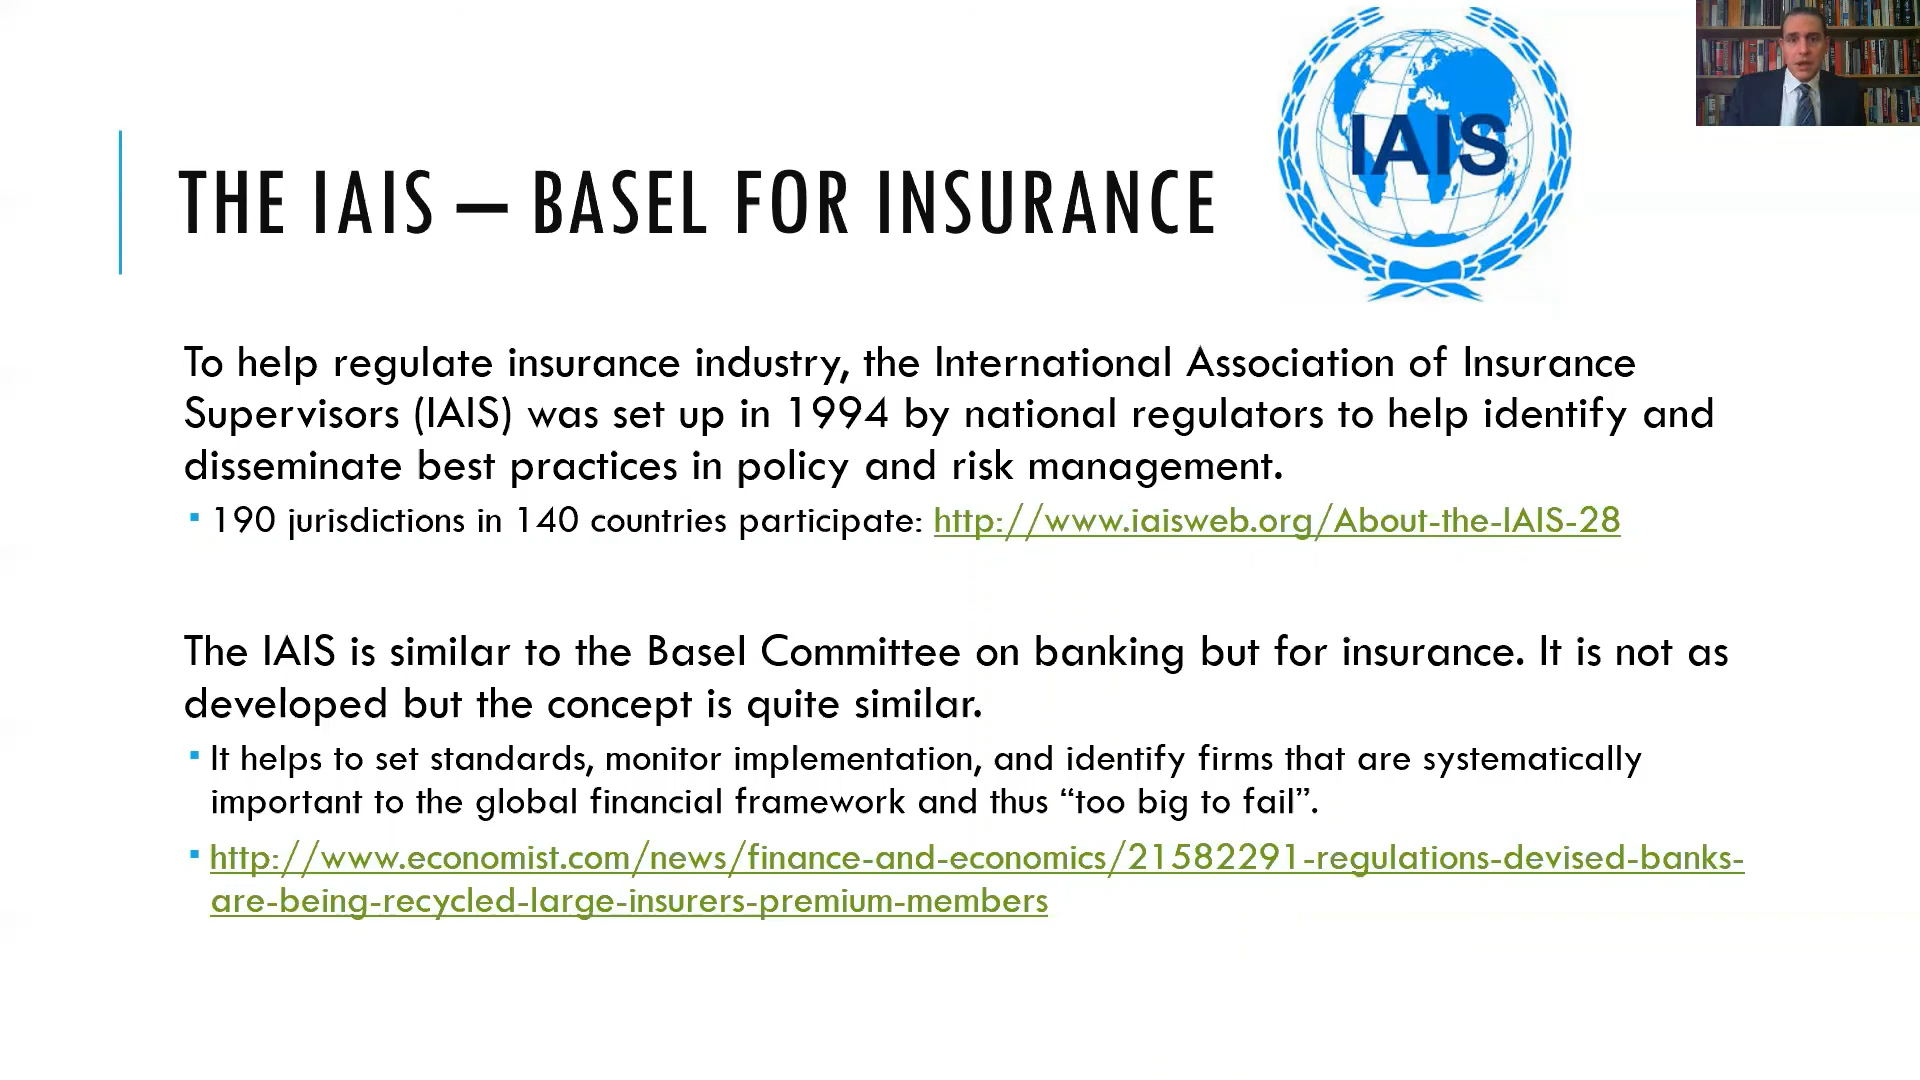 IAIS
THE IAIS – BASEL FOR INSURANCE
To help regulate insurance industry, the International Association of Insurance
Supervisors (IAIS) was set up in 1994 by national regulators to help identify and
disseminate best practices in policy and risk management.
▪ 190 jurisdictions in 140 countries participate: http://www.iaisweb.org/About-the-IAIS-28
The IAIS is similar to the Basel Committee on banking but for insurance. It is not as
developed but the concept is quite similar.
▪ It helps to set standards, monitor implementation, and identify firms that are systematically
important to the global financial framework and thus “too big to fail”.
▪ http://www.economist.com/news/finance-and-economics/21582291-regulations-devised-banks-
are-being-recycled-large-insurers-premium-members